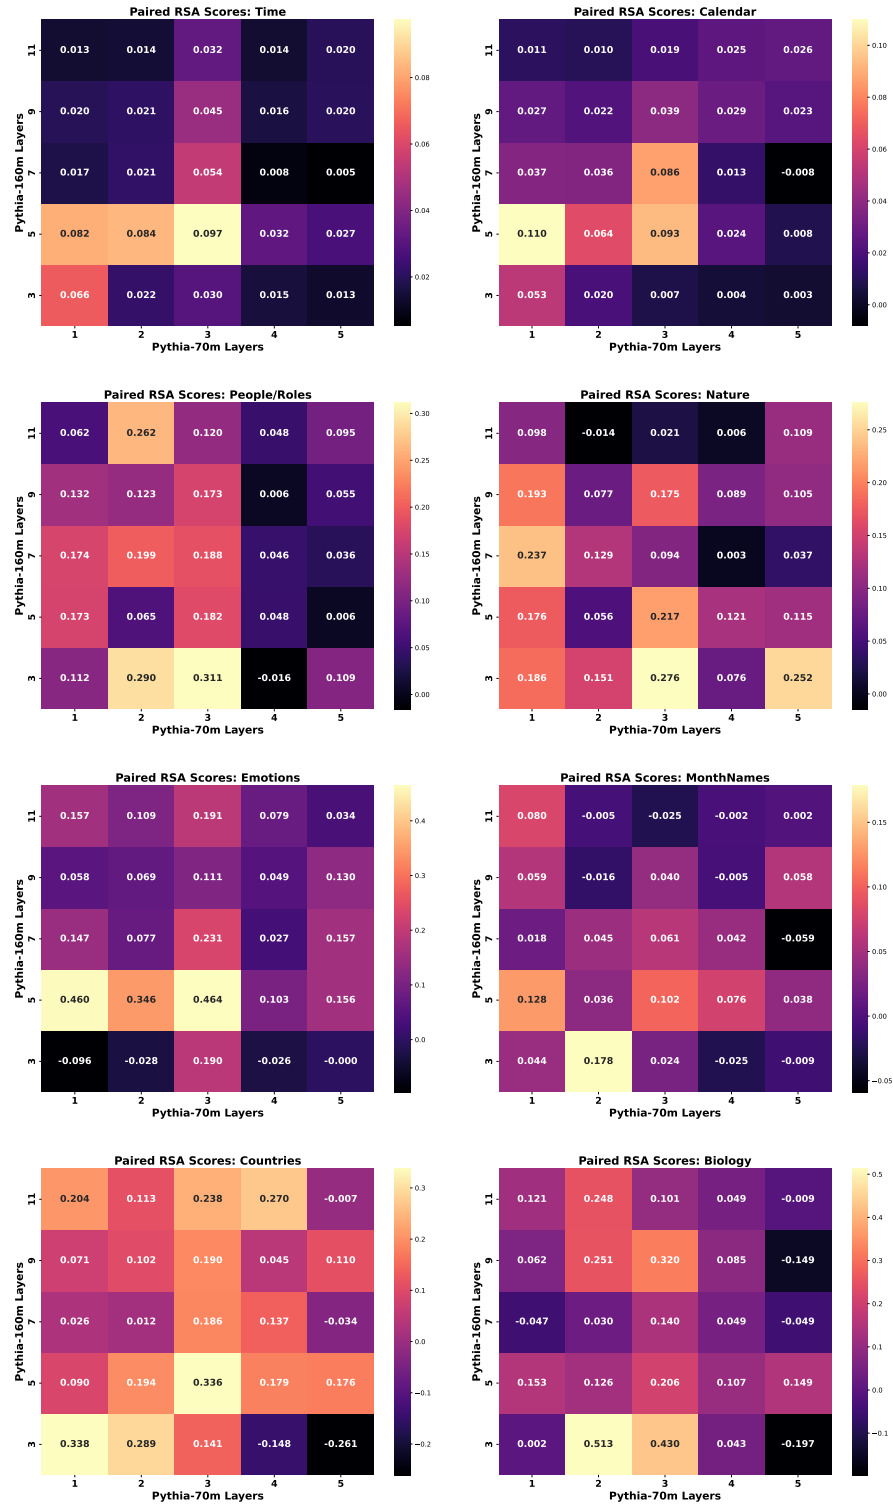 Paired RSA Scores: Time
Pythia-160m Layers
11 0.013 0.014 0.032 0.014 0.020
9 0.020 0.021 0.045 0.016 0.020
7 0.017 0.021 0.054 0.008 0.005
5 0.082 0.084 0.097 0.032 0.027
3 0.066 0.022 0.030 0.015 0.013
1 2 3 4 5
Pythia-70m Layers
0.08
0.06
0.04
0.02
Paired RSA Scores: Calendar
Pythia-160m Layers
11 0.011 0.010 0.019 0.025 0.026
9 0.027 0.022 0.039 0.029 0.023
7 0.037 0.036 0.086 0.013 -0.008
5 0.110 0.064 0.093 0.024 0.008
3 0.053 0.020 0.007 0.004 0.003
1 2 3 4 5
Pythia-70m Layers
0.10
0.08
0.06
0.04
0.02
0.00
Paired RSA Scores: People/Roles
Pythia-160m Layers
11 0.062 0.262 0.120 0.048 0.095
9 0.132 0.123 0.173 0.006 0.055
7 0.174 0.199 0.188 0.046 0.036
5 0.173 0.065 0.182 0.048 0.006
3 0.112 0.290 0.311 -0.016 0.109
1 2 3 4 5
Pythia-70m Layers
0.30
0.25
0.20
0.15
0.10
0.05
0.00
Paired RSA Scores: Nature
Pythia-160m Layers
11 0.098 -0.014 0.021 0.006 0.109
9 0.193 0.077 0.175 0.089 0.105
7 0.237 0.129 0.094 0.003 0.037
5 0.176 0.056 0.217 0.121 0.115
3 0.186 0.151 0.276 0.076 0.252
1 2 3 4 5
Pythia-70m Layers
0.25
0.20
0.15
0.10
0.05
0.00
Paired RSA Scores: Emotions
Pythia-160m Layers
11 0.157 0.109 0.191 0.079 0.034
9 0.058 0.069 0.111 0.049 0.130
7 0.147 0.077 0.231 0.027 0.157
5 0.460 0.346 0.464 0.103 0.156
3 -0.096 -0.028 0.190 -0.026 -0.000
1 2 3 4 5
Pythia-70m Layers
0.4
0.3
0.2
0.1
0.0
Paired RSA Scores: MonthNames
Pythia-160m Layers
11 0.080 -0.005 -0.025 -0.002 0.002
9 0.059 -0.016 0.040 -0.005 0.058
7 0.018 0.045 0.061 0.042 -0.059
5 0.128 0.036 0.102 0.076 0.038
3 0.044 0.178 0.024 -0.025 -0.009
1 2 3 4 5
Pythia-70m Layers
0.15
0.10
0.05
0.00
−0.05
Paired RSA Scores: Countries
Pythia-160m Layers
11 0.204 0.113 0.238 0.270 -0.007
9 0.071 0.102 0.190 0.045 0.110
7 0.026 0.012 0.186 0.137 -0.034
5 0.090 0.194 0.336 0.179 0.176
3 0.338 0.289 0.141 -0.148 -0.261
1 2 3 4 5
Pythia-70m Layers
0.3
0.2
0.1
0.0
−0.1
−0.2
Paired RSA Scores: Biology
Pythia-160m Layers
11 0.121 0.248 0.101 0.049 -0.009
9 0.062 0.251 0.320 0.085 -0.149
7 -0.047 0.030 0.140 0.049 -0.049
5 0.153 0.126 0.206 0.107 0.149
3 0.002 0.513 0.430 0.043 -0.197
1 2 3 4 5
Pythia-70m Layers
0.5
0.4
0.3
0.2
0.1
0.0
−0.1